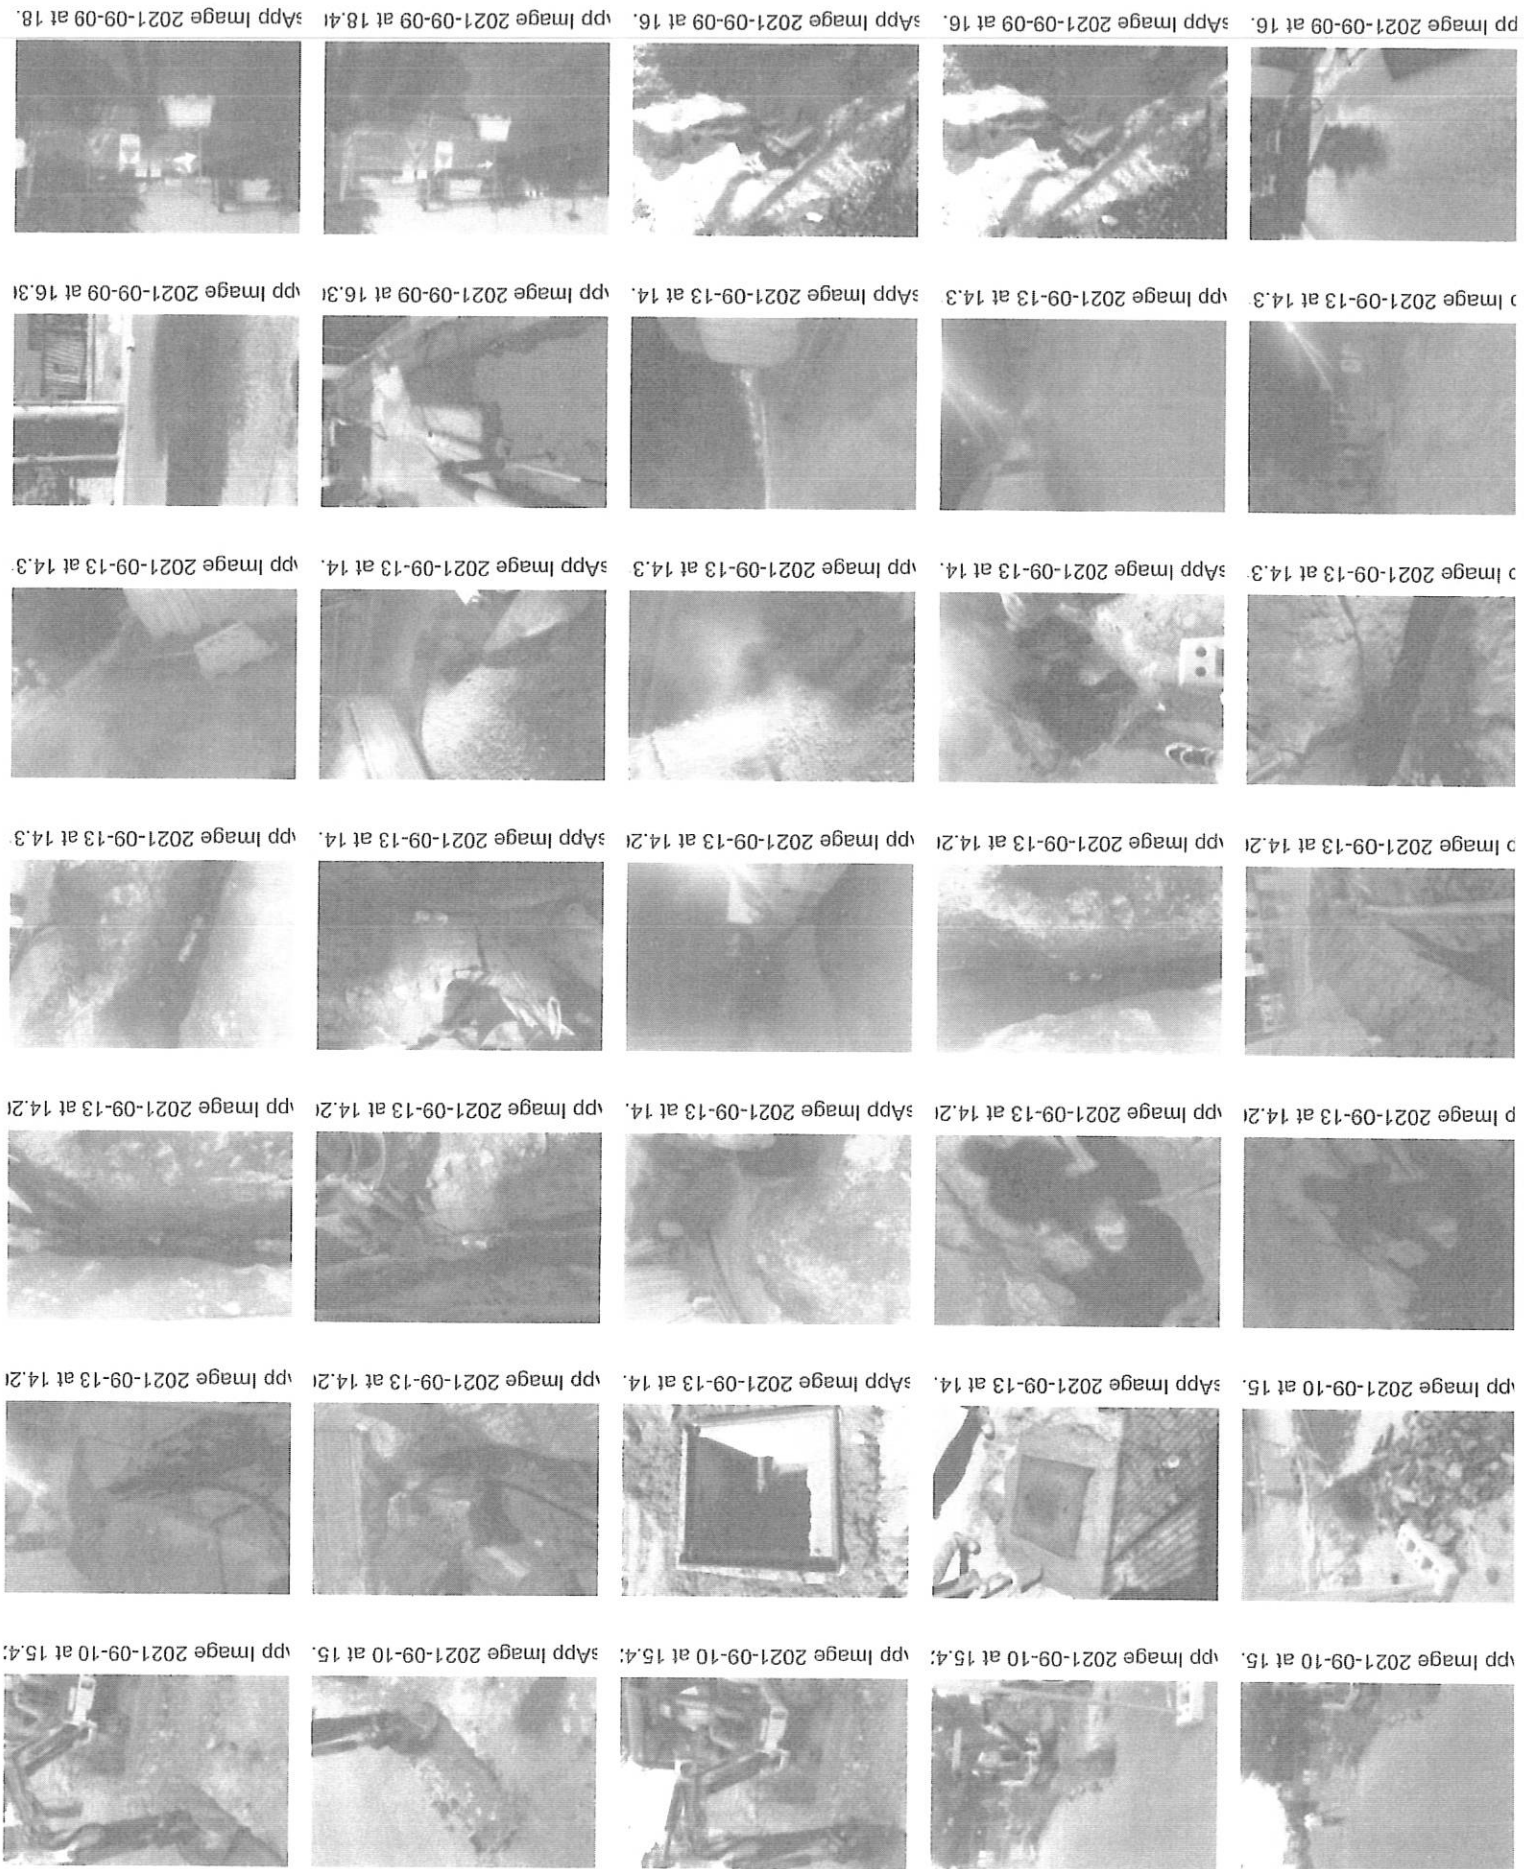 pp Image 2021-09-10 at 15. pp Image 2021-09-10 at 15.4 pp Image 2021-09-10 at 15.4 sApp Image 2021-09-10 at 15. pp Image 2021-09-10 at 15.4
pp Image 2021-09-10 at 15. sApp Image 2021-09-13 at 14. sApp Image 2021-09-13 at 14. pp Image 2021-09-13 at 14.2 pp Image 2021-09-13 at 14.2
p Image 2021-09-13 at 14.2 pp Image 2021-09-13 at 14.2 sApp Image 2021-09-13 at 14. pp Image 2021-09-13 at 14.2 pp Image 2021-09-13 at 14.2
p Image 2021-09-13 at 14.2 pp Image 2021-09-13 at 14.2 pp Image 2021-09-13 at 14.2 sApp Image 2021-09-13 at 14. pp Image 2021-09-13 at 14.3
Image 2021-09-13 at 14.3 sApp Image 2021-09-13 at 14. pp Image 2021-09-13 at 14.3 sApp Image 2021-09-13 at 14. pp Image 2021-09-13 at 14.3
Image 2021-09-13 at 14.3 pp Image 2021-09-13 at 14.3 sApp Image 2021-09-13 at 14. pp Image 2021-09-09 at 16.3 pp Image 2021-09-09 at 16.3
pp Image 2021-09-09 at 16. sApp Image 2021-09-09 at 16. sApp Image 2021-09-09 at 16. pp Image 2021-09-09 at 18.4 sApp Image 2021-09-09 at 18.